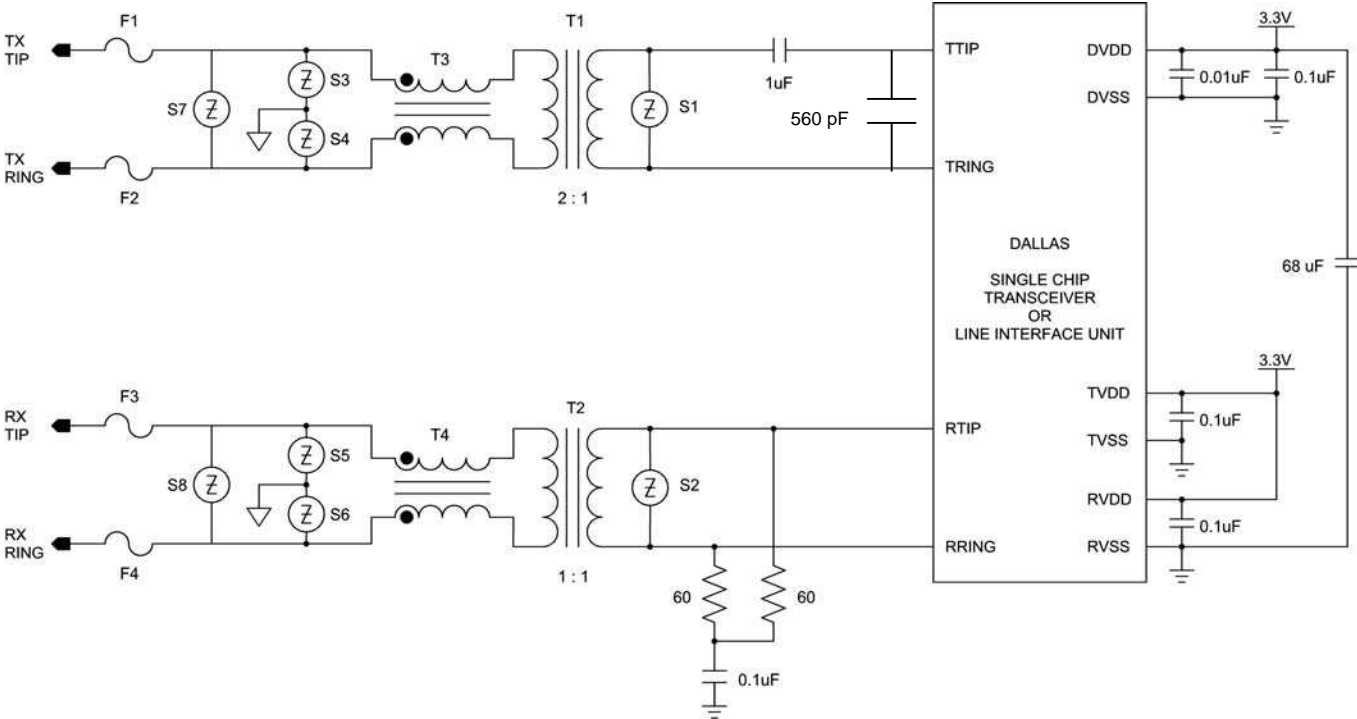 F1
T1
3.3V
TX
TIP
T3
S3
TTIP
DVDD
1uF
0.01uF
0.1uF
S7
S1
DVSS
560 pF
S4
TX
RING
TRING
F2
2 : 1
DALLAS
SINGLE CHIP
TRANSCEIVER
OR
LINE INTERFACE UNIT
68 uF
3.3V
F3
T2
TVDD
RX
TIP
T4
RTIP
0.1uF
S5
TVSS
S8
S2
RVDD
S6
0.1uF
RX
RING
RRING
RVSS
F4
1 : 1
60
60
0.1uF